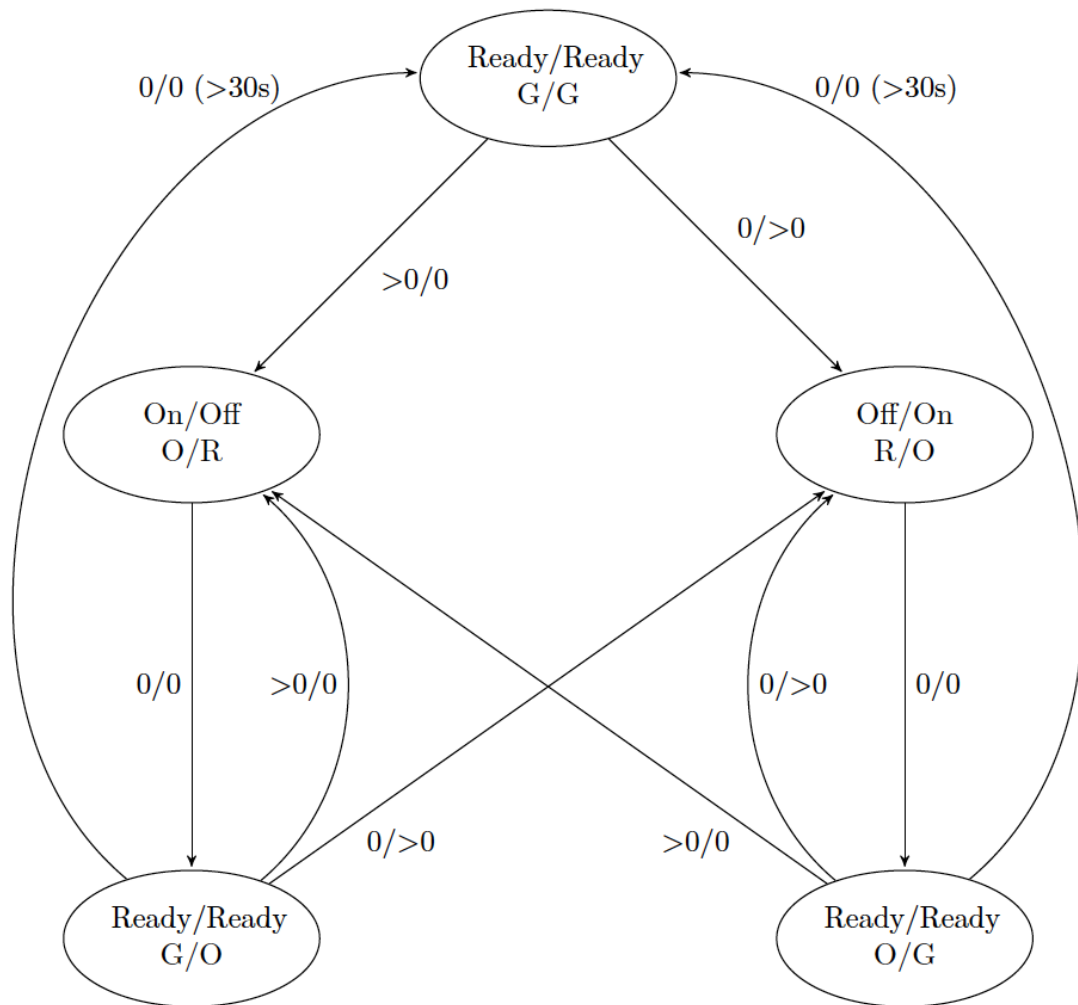 Ready/Ready
G/G
0/0 (>30s)
0/0 (>30s)
0/>0
>0/0
On/Off
O/R
Off/On
R/O
0/0
>0/0
0/>0
0/0
0/>0
>0/0
Ready/Ready
G/O
Ready/Ready
O/G